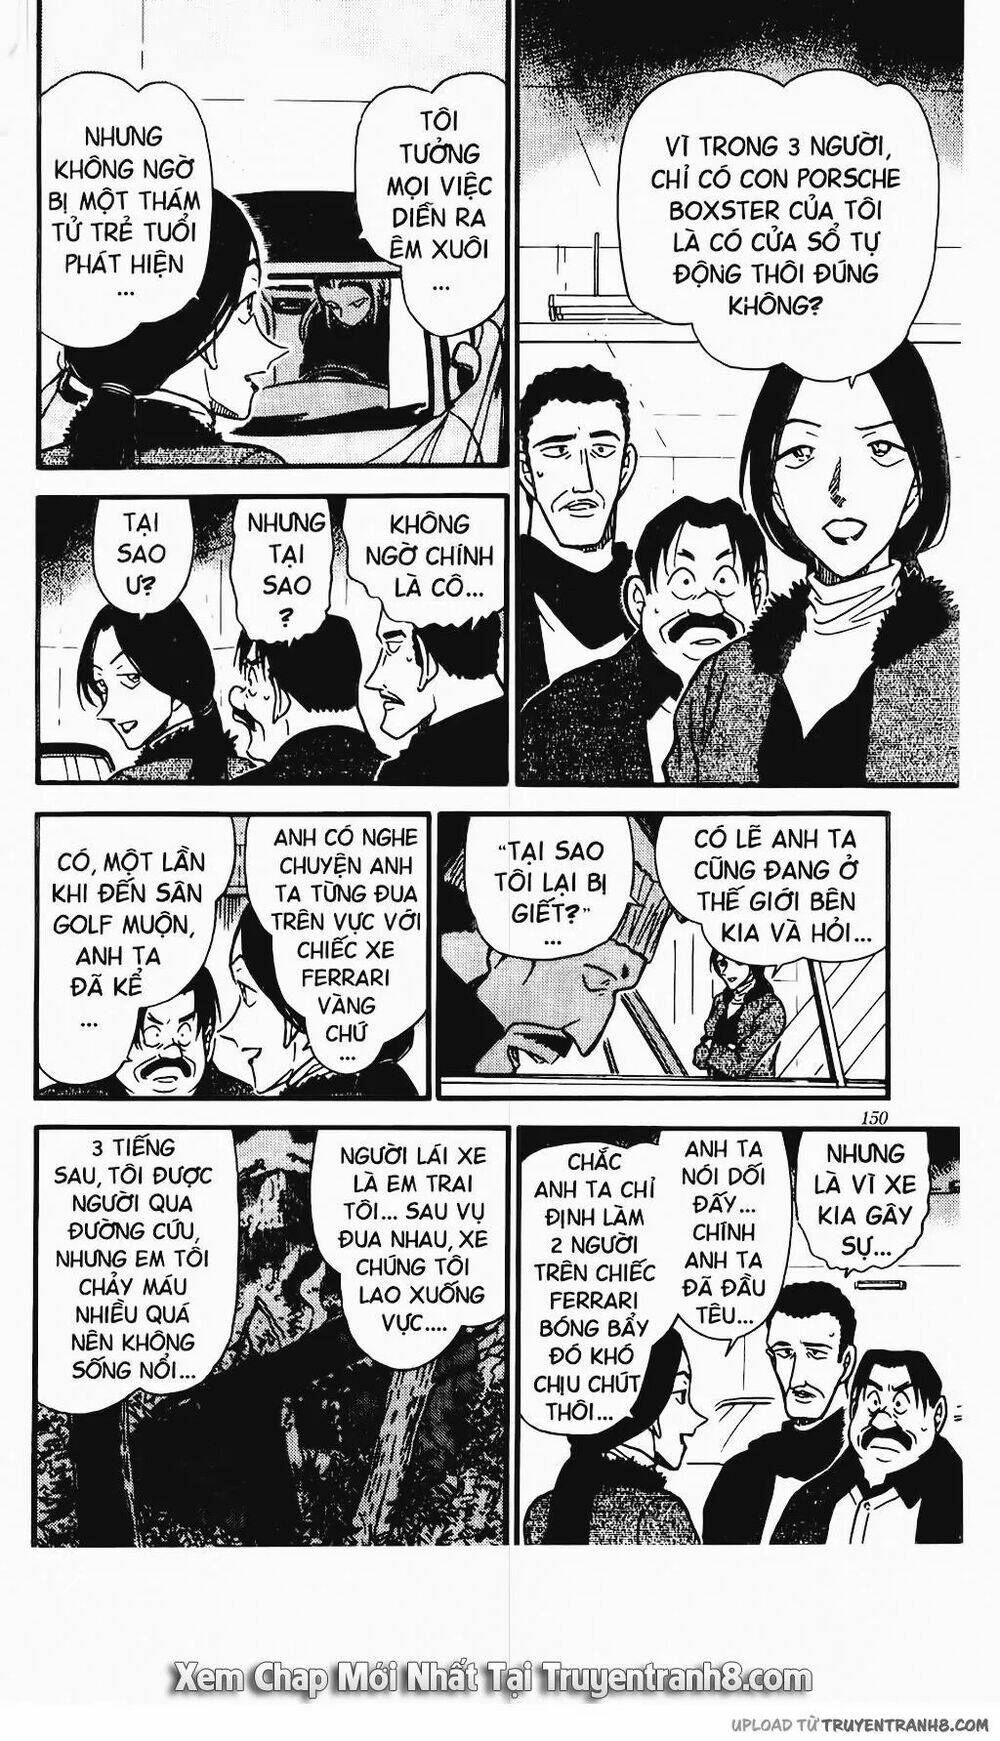 VÌ TRONG 3 NGƯỜI,
CHỈ CÓ CON PORSCHE
BOXSTER CỦA TÔI
LÀ CÓ CỬA SỔ TỰ
ĐỘNG THÔI ĐÚNG
KHÔNG?
TÔI
TƯỞNG
MỌI VIỆC
DIỄN RA
ÊM XUÔI
...
NHƯNG
KHÔNG NGỜ
BỊ MỘT THÁM
TỬ TRẺ TUỔI
PHÁT HIỆN
...
KHÔNG
NGỜ CHÍNH
LÀ CÔ...
NHƯNG
TẠI
SAO
?
TẠI
SAO
Ư?
CÓ LẼ ANH TA
CŨNG ĐANG Ở
THẾ GIỚI BÊN
KIA VÀ HỎI...
"TẠI SAO
TÔI LẠI BỊ
GIẾT?"
...
ANH CÓ NGHE
CHUYỆN ANH
TA TỪNG ĐUA
TRÊN VỰC VỚI
CHIẾC XE
FERRARI
VÀNG
CHỨ
...
CÓ, MỘT LẦN
KHI ĐẾN SÂN
GOLF MUỘN,
ANH TA
ĐÃ KỂ
...
150
NHƯNG
LÀ VÌ XE
KIA GÂY
SỰ...
ANH TA
NÓI DỐI
ĐẤY...
CHÍNH
ANH TA
ĐÃ ĐẦU
TÊU...
CHẮC
ANH TA CHỈ
ĐỊNH LÀM
2 NGƯỜI
TRÊN CHIẾC
FERRARI
BÓNG BẨY
ĐÓ KHÓ
CHỊU CHÚT
THÔI...
NGƯỜI LÁI XE
LÀ EM TRAI
TÔI... SAU VỤ
ĐUA NHAU, XE
CHÚNG TÔI
LAO XUỐNG
VỰC....
3 TIẾNG
SAU, TÔI ĐƯỢC
NGƯỜI QUA
ĐƯỜNG CỨU,
NHƯNG EM TÔI
CHẢY MÁU
NHIỀU QUÁ
NÊN KHÔNG
SỐNG NỔI...
Xem Chap Mới Nhất Tại Truyentranh8.com
UPLOAD TỪ TRUYENTRANH8.COM